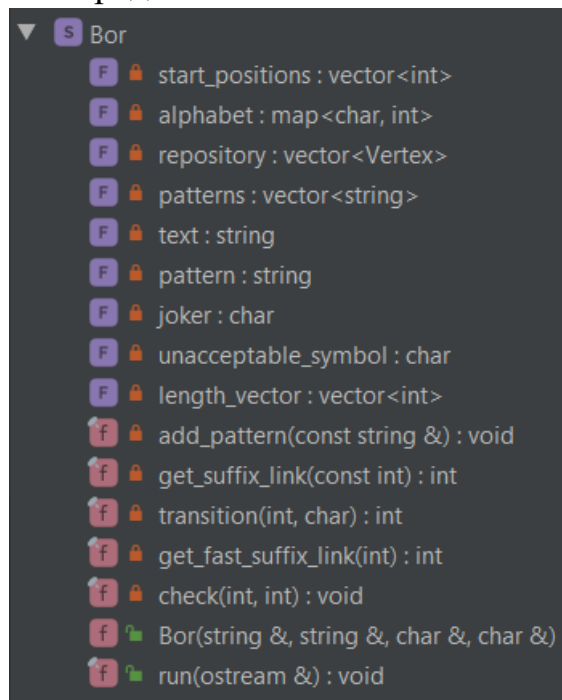 S Bor
F start_positions : vector<int>
F alphabet : map<char, int>
F repository : vector<Vertex>
F patterns : vector<string>
F text : string
F pattern : string
F joker : char
F unacceptable_symbol : char
F length_vector : vector<int>
f add_pattern(const string &) : void
f get_suffix_link(const int) : int
f transition(int, char) : int
f get_fast_suffix_link(int) : int
f check(int, int) : void
f Bor(string &, string &, char &, char &)
f run(ostream &) : void